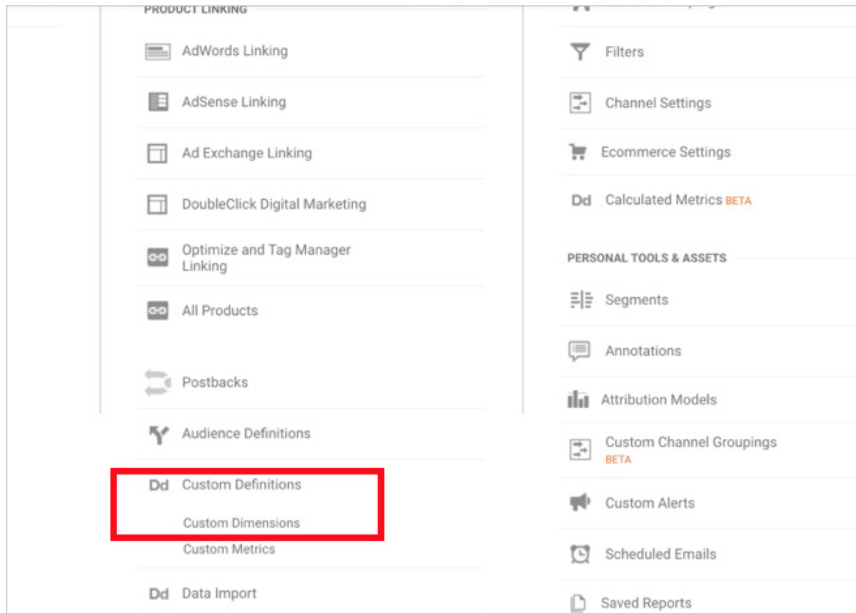 PRODUCT LINKING
AdWords Linking
AdSense Linking
Ad Exchange Linking
DoubleClick Digital Marketing
Optimize and Tag Manager
Linking
All Products
Postbacks
Audience Definitions
Dd Custom Definitions
Custom Dimensions
Custom Metrics
Dd Data Import
Filters
Channel Settings
Ecommerce Settings
Dd Calculated Metrics BETA
PERSONAL TOOLS & ASSETS
Segments
Annotations
Attribution Models
Custom Channel Groupings
BETA
Custom Alerts
Scheduled Emails
Saved Reports